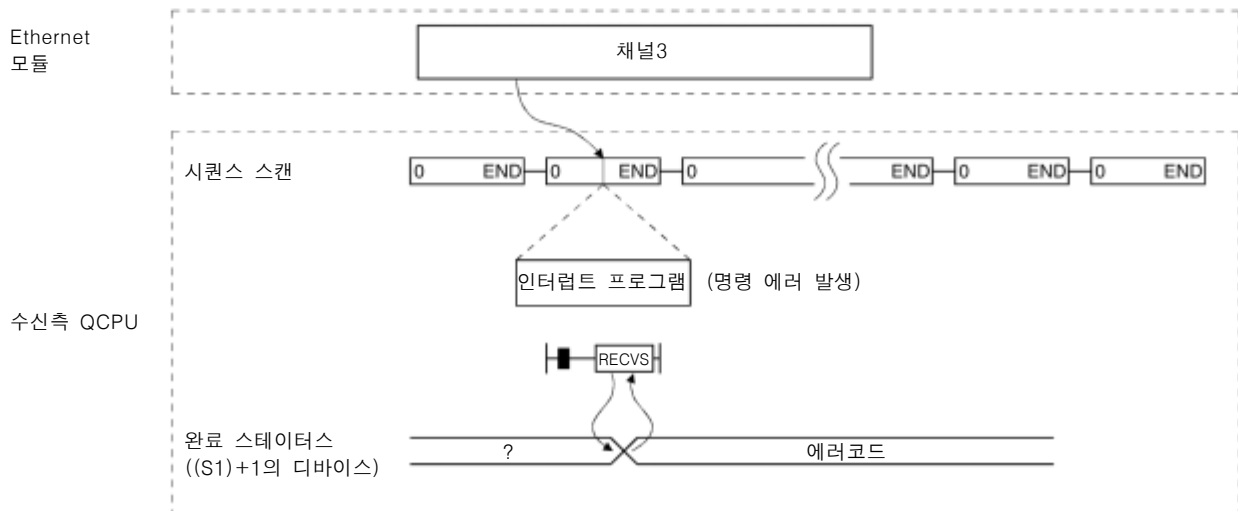 Ethernet
모듈
채널3
시퀀스 스캔
0 END 0 END 0 END 0 END 0 END
인터럽트 프로그램 (명령 에러 발생)
수신측 QCPU
RECVS
완료 스테이터스
((S1)+1의 디바이스)
? 에러코드